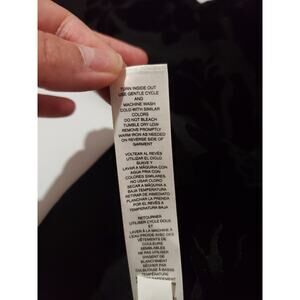 TURN INSIDE OUT
USE GENTLE CYCLE
AND
MACHINE WASH
COLD WITH SIMILAR
COLORS
DO NOT BLEACH
TUMBLE DRY LOW
REMOVE PROMPTLY
WARM IRON AS NEEDED
ON REVERSE SIDE OF
GARMENT
VOLTEAR AL REVÉS
UTILIZAR EL CICLO
SUAVE Y
LAVAR A MÁQUINA CON
AGUA FRÍA CON
COLORES SIMILARES
NO USAR CLORO
SECAR A MÁQUINA A
TEMPERATURA BAJA
RETIRAR DE INMEDIATO
PLANCHAR LA PRENDA
POR EL REVÉS A
TEMPERATURA BAJA
RETOURNER
UTILISER CYCLE DOUX
ET
LAVER À LA MACHINE À
L'EAU FROIDE AVEC DES
VÊTEMENTS DE
COULEURS
SEMBLABLES
NE PAS UTILISER
D'AGENT DE
BLANCHIMENT
SÉCHER PAR
CULBUTAGE À BASSE
TEMPÉRATURE